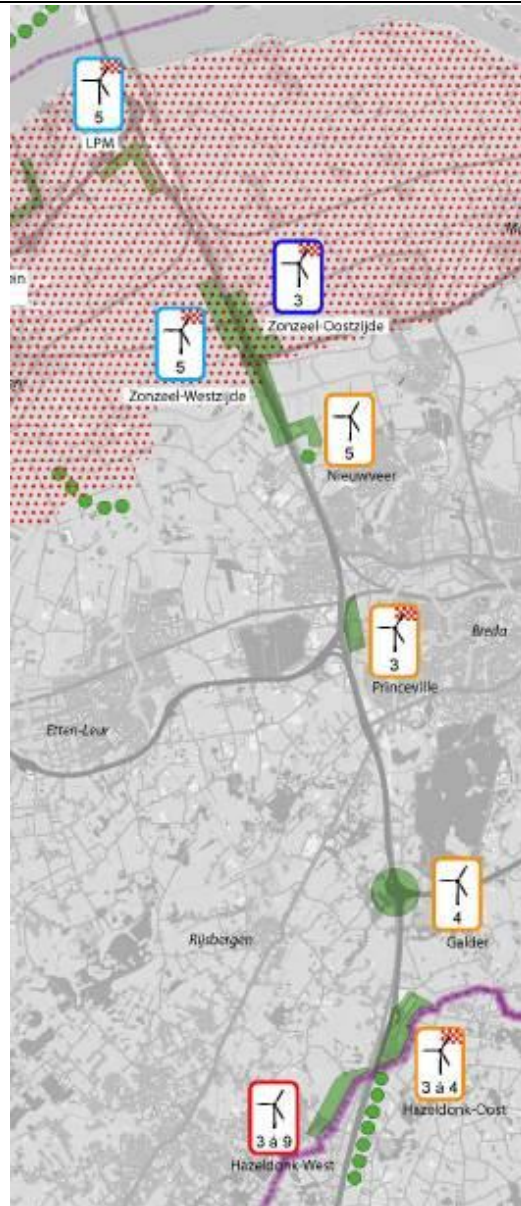 5
LPM
3
Zonzeel-Oostzijde
5
Zonzeel-Westzijde
5
Nieuwveer
3
Princeville
Breda
Etten-Leur
4
Galder
Rijsbergen
3 à 4
Hazeldonk-Oost
3 à 9
Hazeldonk-West